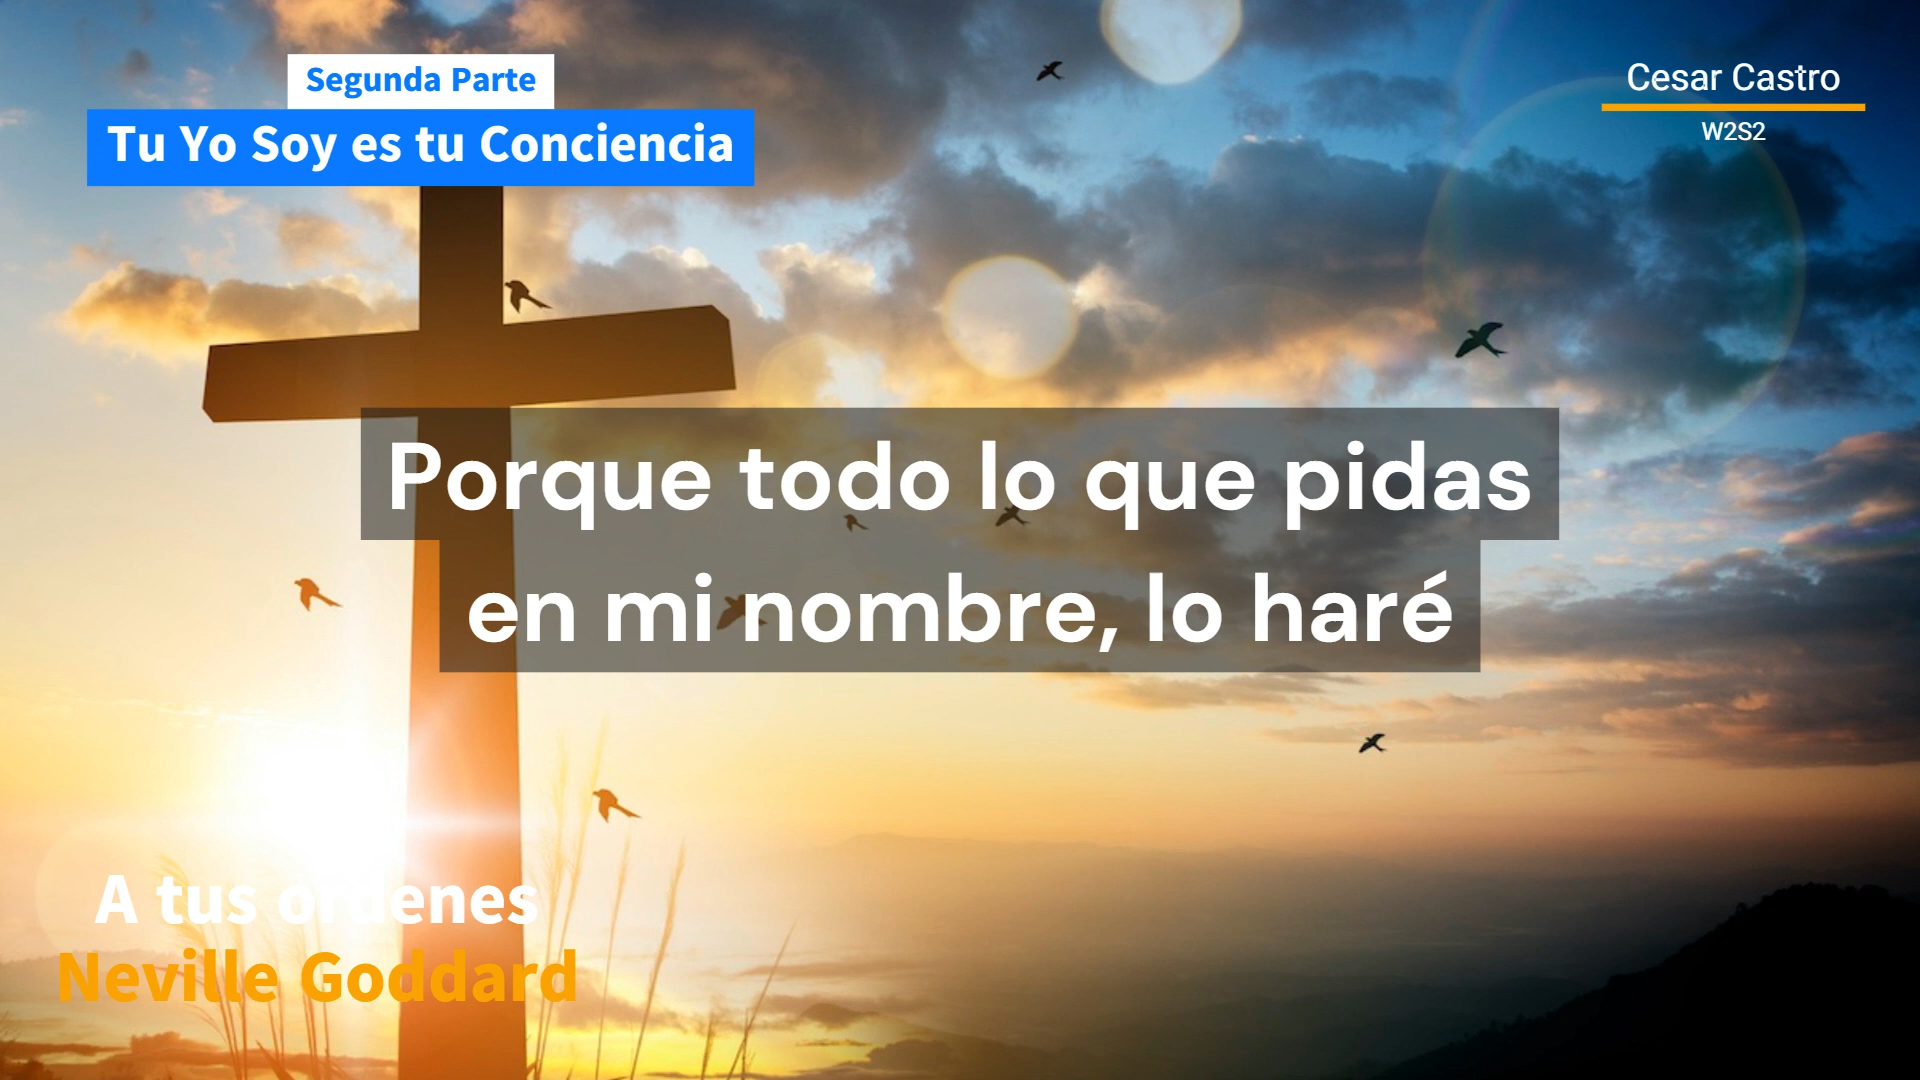 Segunda Parte
Tu Yo Soy es tu Conciencia
Cesar Castro
W2S2
Porque todo lo que pidas
en mi nombre, lo haré
A tus ordenes
Neville Goddard